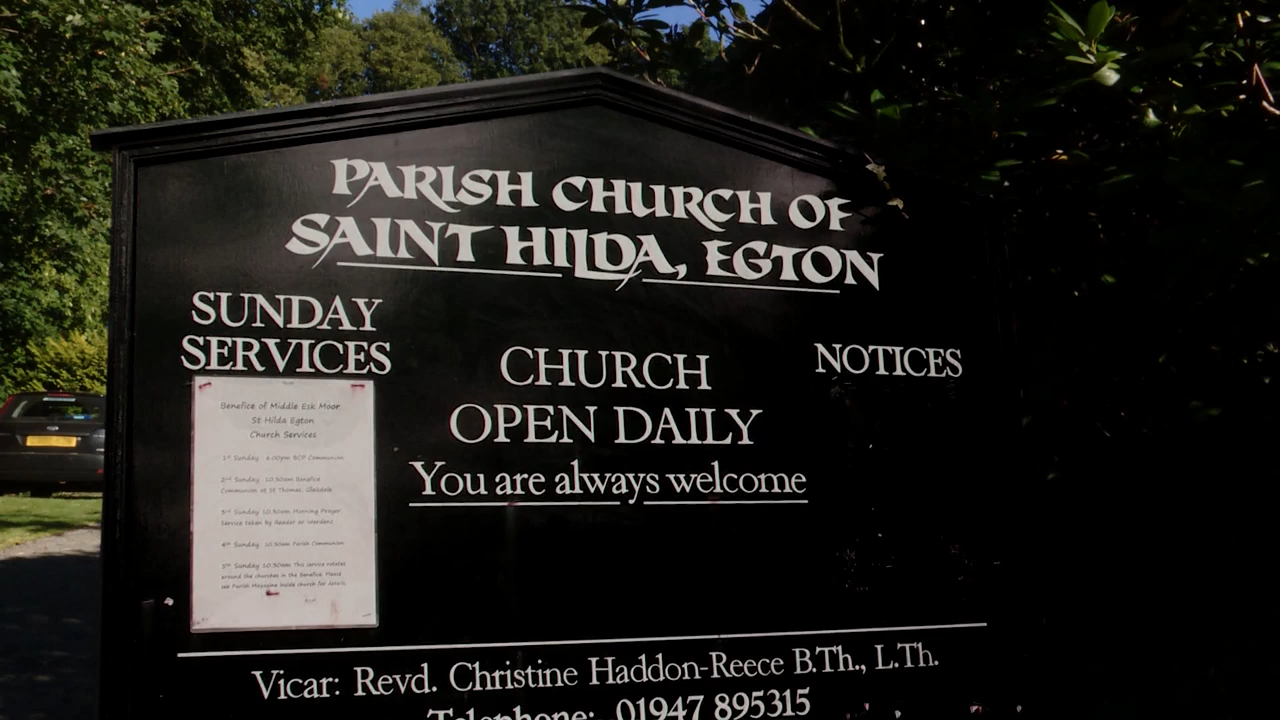 PARISH CHURCH OF
SAINT HILDA, EGTON
SUNDAY
SERVICES
CHURCH
OPEN DAILY
You are always welcome
NOTICES
Benefice of Middle Esk Moor
St Hilda Egton
Church Services
1st Sunday 6.00pm BCP Communion
2nd Sunday 10.30am Benefice
Communion at St Thomas, Glaisdale
3rd Sunday 10.30am Morning Prayer
Service taken by Reader or Wardens
4th Sunday 10.30am Parish Communion
5th Sunday 10.30am This service rotates
around the churches in the Benefice. Please
see Parish Magazine inside church for details
Vicar: Revd. Christine Haddon-Reece B.Th., L.Th.
Telephone: 01947 895315